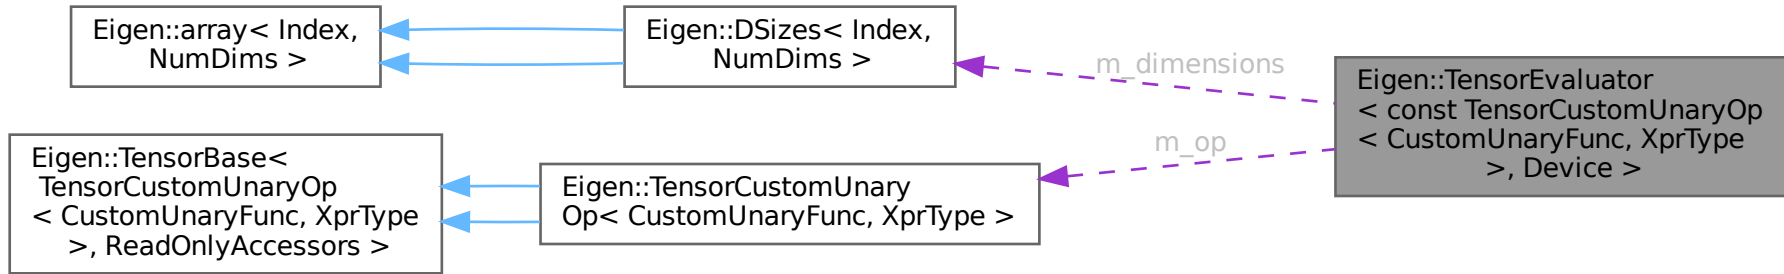 Eigen::array< Index,
NumDims >
Eigen::DSizes< Index,
NumDims >
m_dimensions
Eigen::TensorEvaluator
< const TensorCustomUnaryOp
< CustomUnaryFunc, XprType
>, Device >
Eigen::TensorBase<
TensorCustomUnaryOp
< CustomUnaryFunc, XprType
>, ReadOnlyAccessors >
Eigen::TensorCustomUnary
Op< CustomUnaryFunc, XprType >
m_op